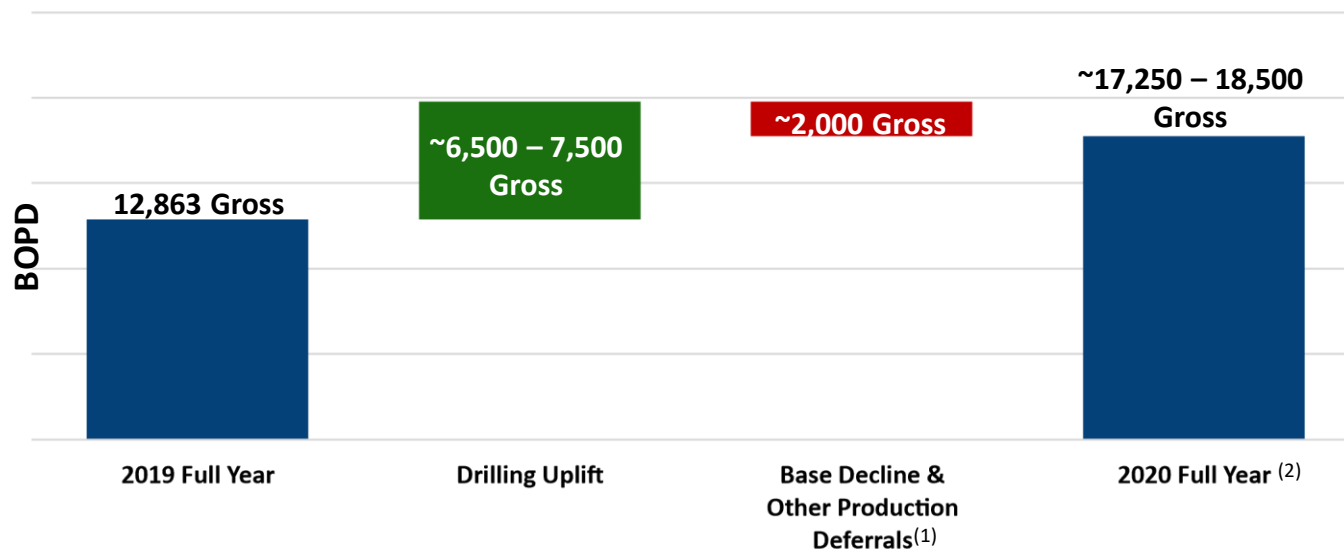 ~17,250 – 18,500
Gross
~2,000 Gross
~6,500 – 7,500
Gross
12,863 Gross
BOPD
2019 Full Year
Drilling Uplift
Base Decline &
Other Production
Deferrals(1)
2020 Full Year (2)